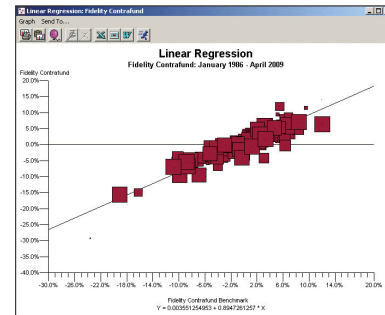 Linear Regression: Fidelity Contrafund
Graph Send To...
Linear Regression
Fidelity Contrafund: January 1986 - April 2009
Fidelity Contrafund
20.0%
15.0%
10.0%
5.0%
0.0%
-5.0%
-10.0%
-15.0%
-20.0%
-25.0%
-30.0%
-35.0%
-40.0%
-30.0% -26.0% -22.0% -18.0% -14.0% -10.0% -6.0% -2.0% 2.0% 6.0% 10.0% 14.0% 20.0%
Fidelity Contrafund Benchmark
Y = 0.003551254953 + 0.8947261257 * X